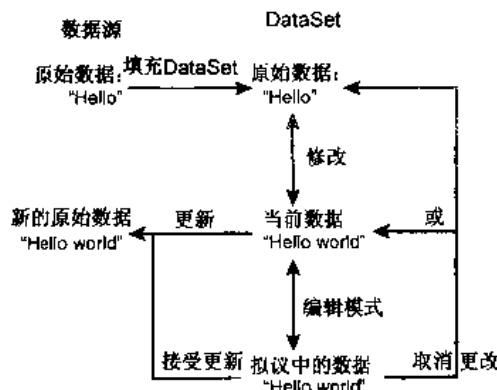 数据源 DataSet
原始数据： 填充DataSet 原始数据：
"Hello" "Hello"
修改
新的原始数据 更新 当前数据 或
"Hello world" "Hello world"
编辑模式
接受更新 拟议中的数据 取消 更改
"Hello world"